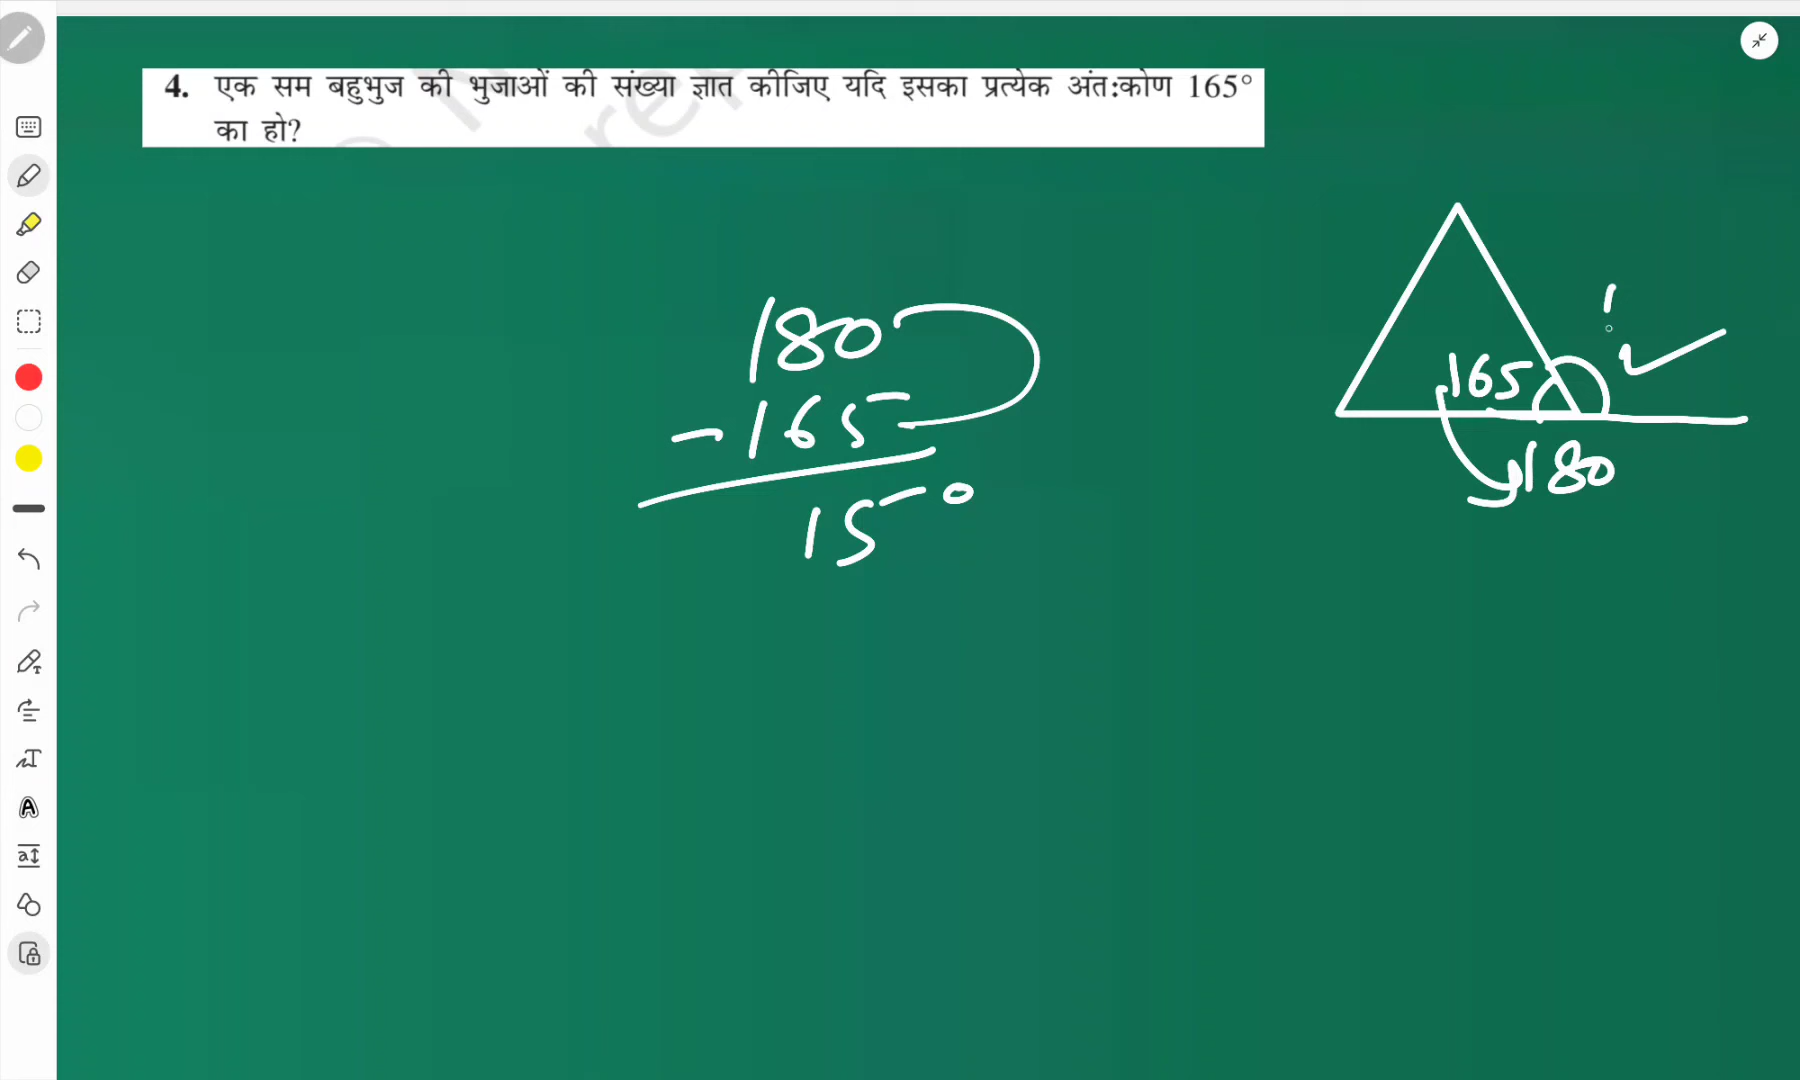 4. एक सम बहुभुज की भुजाओं की संख्या ज्ञात कीजिए यदि इसका प्रत्येक अंत:कोण 165°
का हो?
180
- 165
15°
165
180